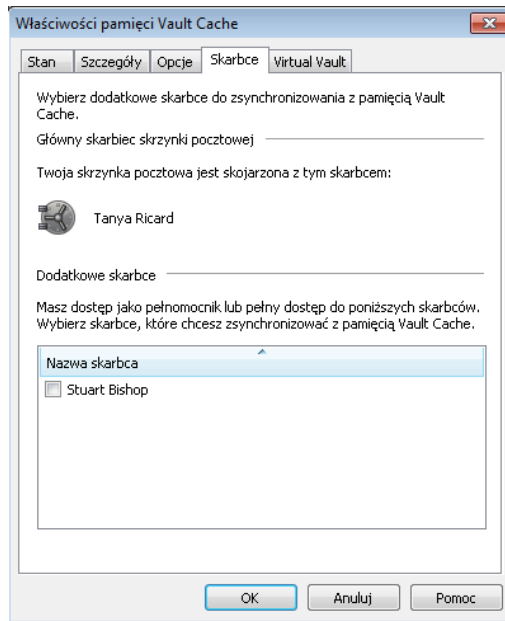 Właściwości pamięci Vault Cache
Stan Szczegóły Opcje Skarbce Virtual Vault
Wybierz dodatkowe skarbce do zsynchronizowania z pamięcią Vault
Cache.
Główny skarbiec skrzynki pocztowej
Twoja skrzynka pocztowa jest skojarzona z tym skarbcem:
Tanya Ricard
Dodatkowe skarbce
Masz dostęp jako pełnomocnik lub pełny dostęp do poniższych skarbców.
Wybierz skarbce, które chcesz zsynchronizować z pamięcią Vault Cache.
Nazwa skarbca
Stuart Bishop
OK Anuluj Pomoc